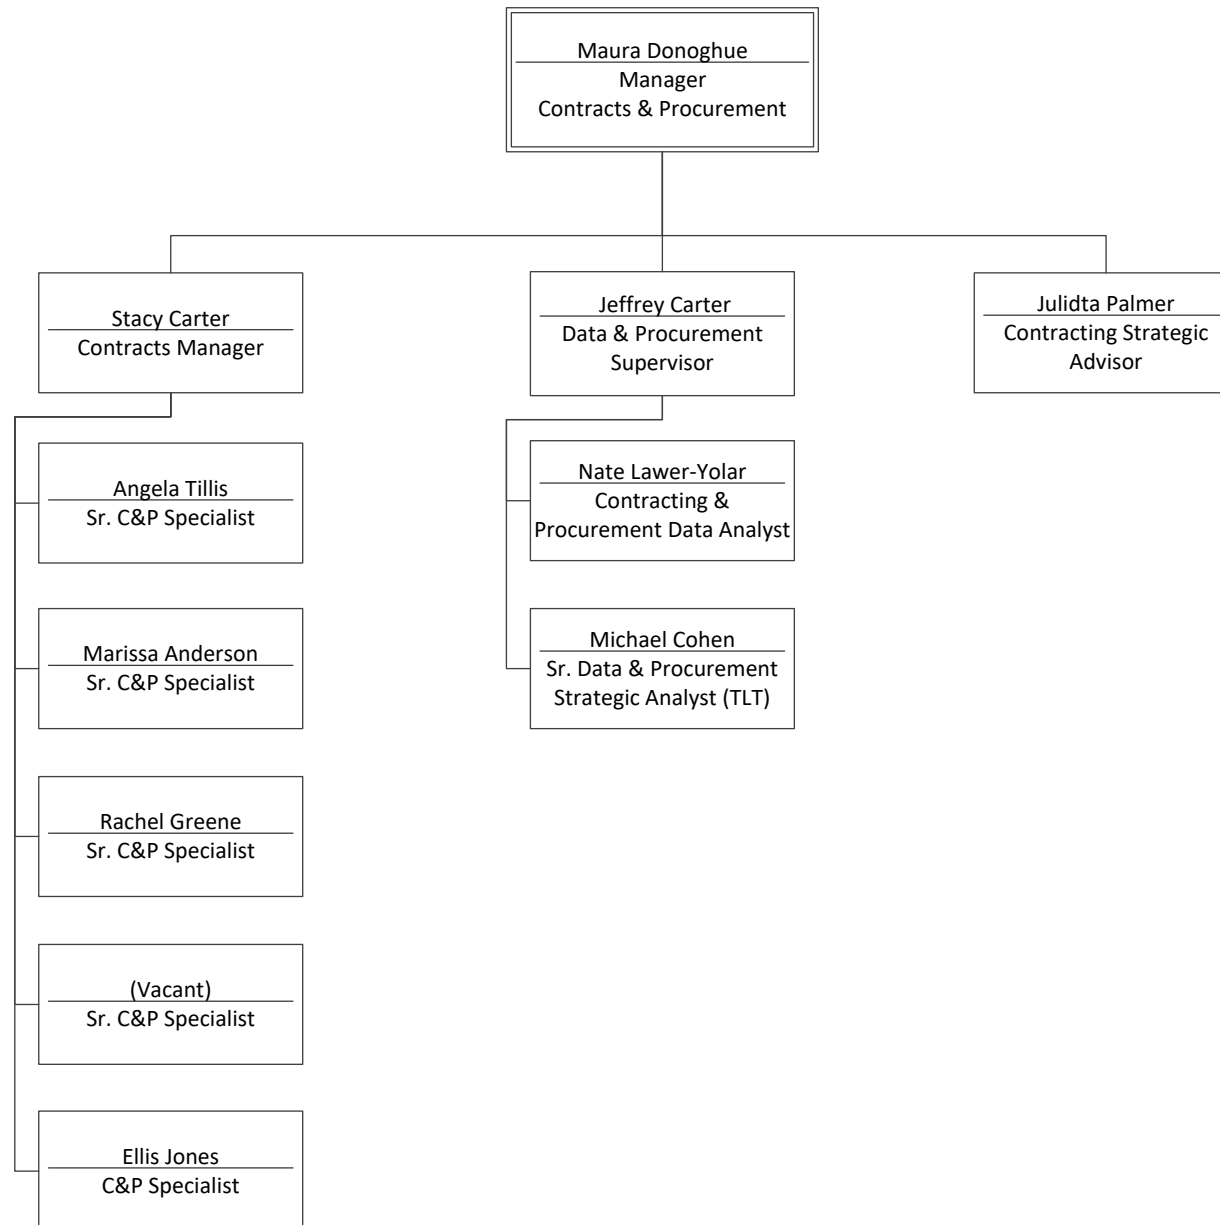 Maura Donoghue
Manager
Contracts & Procurement
Stacy Carter
Contracts Manager
Jeffrey Carter
Data & Procurement
Supervisor
Julidta Palmer
Contracting Strategic
Advisor
Angela Tillis
Sr. C&P Specialist
Marissa Anderson
Sr. C&P Specialist
Rachel Greene
Sr. C&P Specialist
(Vacant)
Sr. C&P Specialist
Ellis Jones
C&P Specialist
Nate Lawer-Yolar
Contracting &
Procurement Data Analyst
Michael Cohen
Sr. Data & Procurement
Strategic Analyst (TLT)